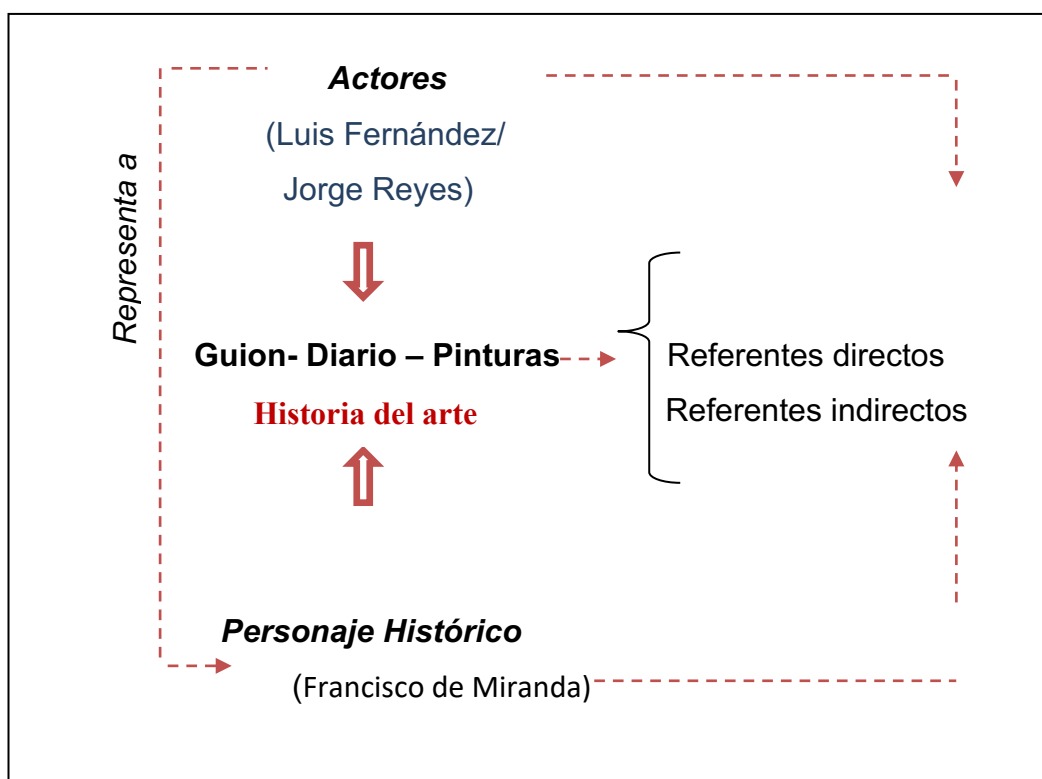 Actores
(Luis Fernández/
Jorge Reyes)
Representa a
Guion- Diario – Pinturas
Historia del arte
Referentes directos
Referentes indirectos
Personaje Histórico
(Francisco de Miranda)